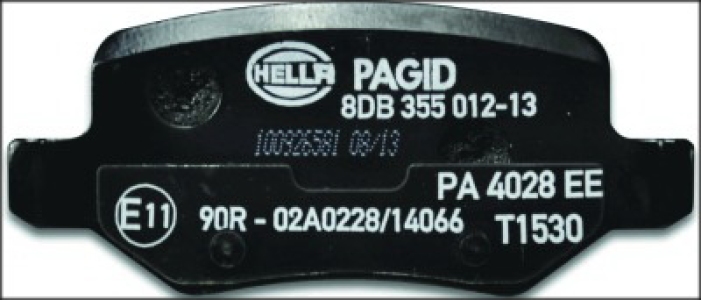 HELLA PAGID
8DB 355 012-13
100926581 08/13
PA 4028 EE
E11 90R - 02A0228/14066
T1530